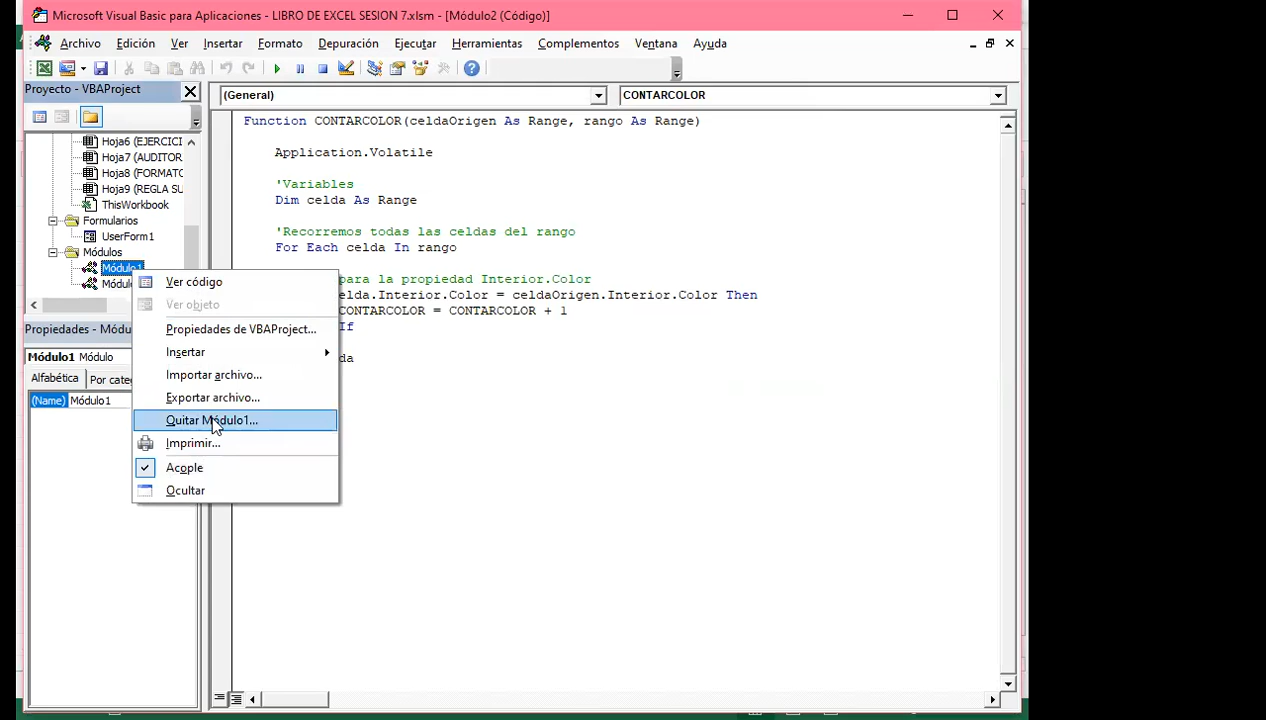 Microsoft Visual Basic para Aplicaciones - LIBRO DE EXCEL SESION 7.xlsm - [Módulo2 (Código)]
Archivo Edición Ver Insertar Formato Depuración Ejecutar Herramientas Complementos Ventana Ayuda
Proyecto - VBAProject
(General) CONTARCOLOR
Hoja6 (EJERCICI
Hoja7 (AUDITOR
Hoja8 (FORMATO
Hoja9 (REGLA SU
ThisWorkbook
Formularios
UserForm1
Módulos
Módulo1
Módulo
Propiedades - Módu
Módulo1 Módulo
Alfabética Por categ
(Name) Módulo1
Function CONTARCOLOR(celdaOrigen As Range, rango As Range)
Application.Volatile
'Variables
Dim celda As Range
'Recorremos todas las celdas del rango
For Each celda In rango
para la propiedad Interior.Color
elda.Interior.Color = celdaOrigen.Interior.Color Then
CONTARCOLOR = CONTARCOLOR + 1
If
da
Ver código
Ver objeto
Propiedades de VBAProject...
Insertar
Importar archivo...
Exportar archivo...
Quitar Módulo1...
Imprimir...
Acople
Ocultar